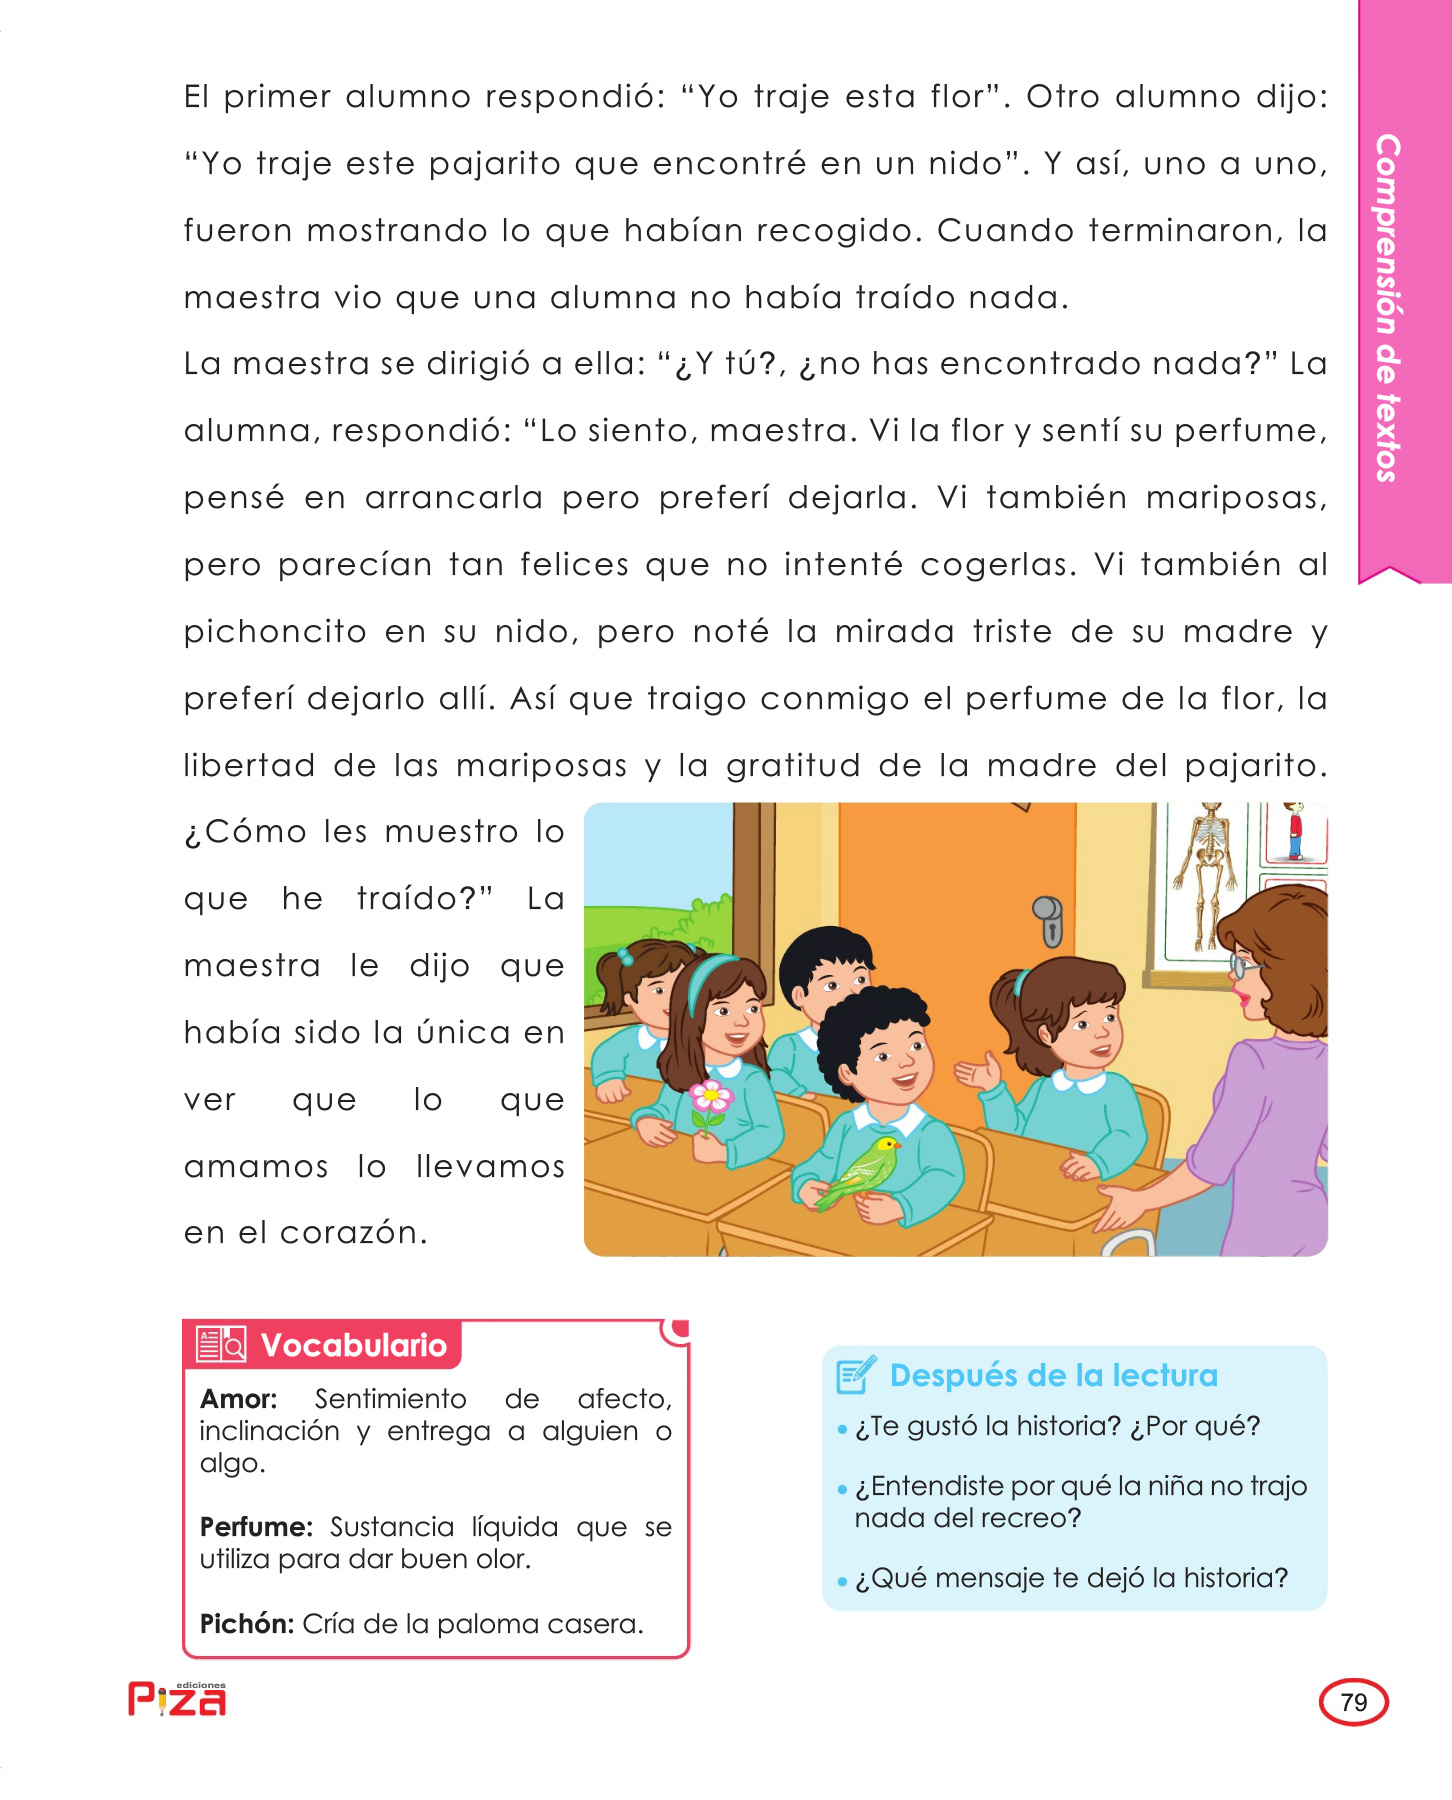 El primer alumno respondió: “Yo traje esta flor”. Otro alumno dijo:
“Yo traje este pajarito que encontré en un nido”. Y así, uno a uno,
fueron mostrando lo que habían recogido. Cuando terminaron, la
maestra vio que una alumna no había traído nada.
La maestra se dirigió a ella: “¿Y tú?, ¿no has encontrado nada?” La
alumna, respondió: “Lo siento, maestra. Vi la flor y sentí su perfume,
pensé en arrancarla pero preferí dejarla. Vi también mariposas,
pero parecían tan felices que no intenté cogerlas. Vi también al
pichoncito en su nido, pero noté la mirada triste de su madre y
preferí dejarlo allí. Así que traigo conmigo el perfume de la flor, la
libertad de las mariposas y la gratitud de la madre del pajarito.
¿Cómo les muestro lo
que he traído?” La
maestra le dijo que
había sido la única en
ver que lo que
amamos lo llevamos
en el corazón.
Comprensión de textos
Vocabulario
Amor: Sentimiento de afecto,
inclinación y entrega a alguien o
algo.
Perfume: Sustancia líquida que se
utiliza para dar buen olor.
Pichón: Cría de la paloma casera.
Después de la lectura
• ¿Te gustó la historia? ¿Por qué?
• ¿Entendiste por qué la niña no trajo
nada del recreo?
• ¿Qué mensaje te dejó la historia?
ediciones
Piza
79